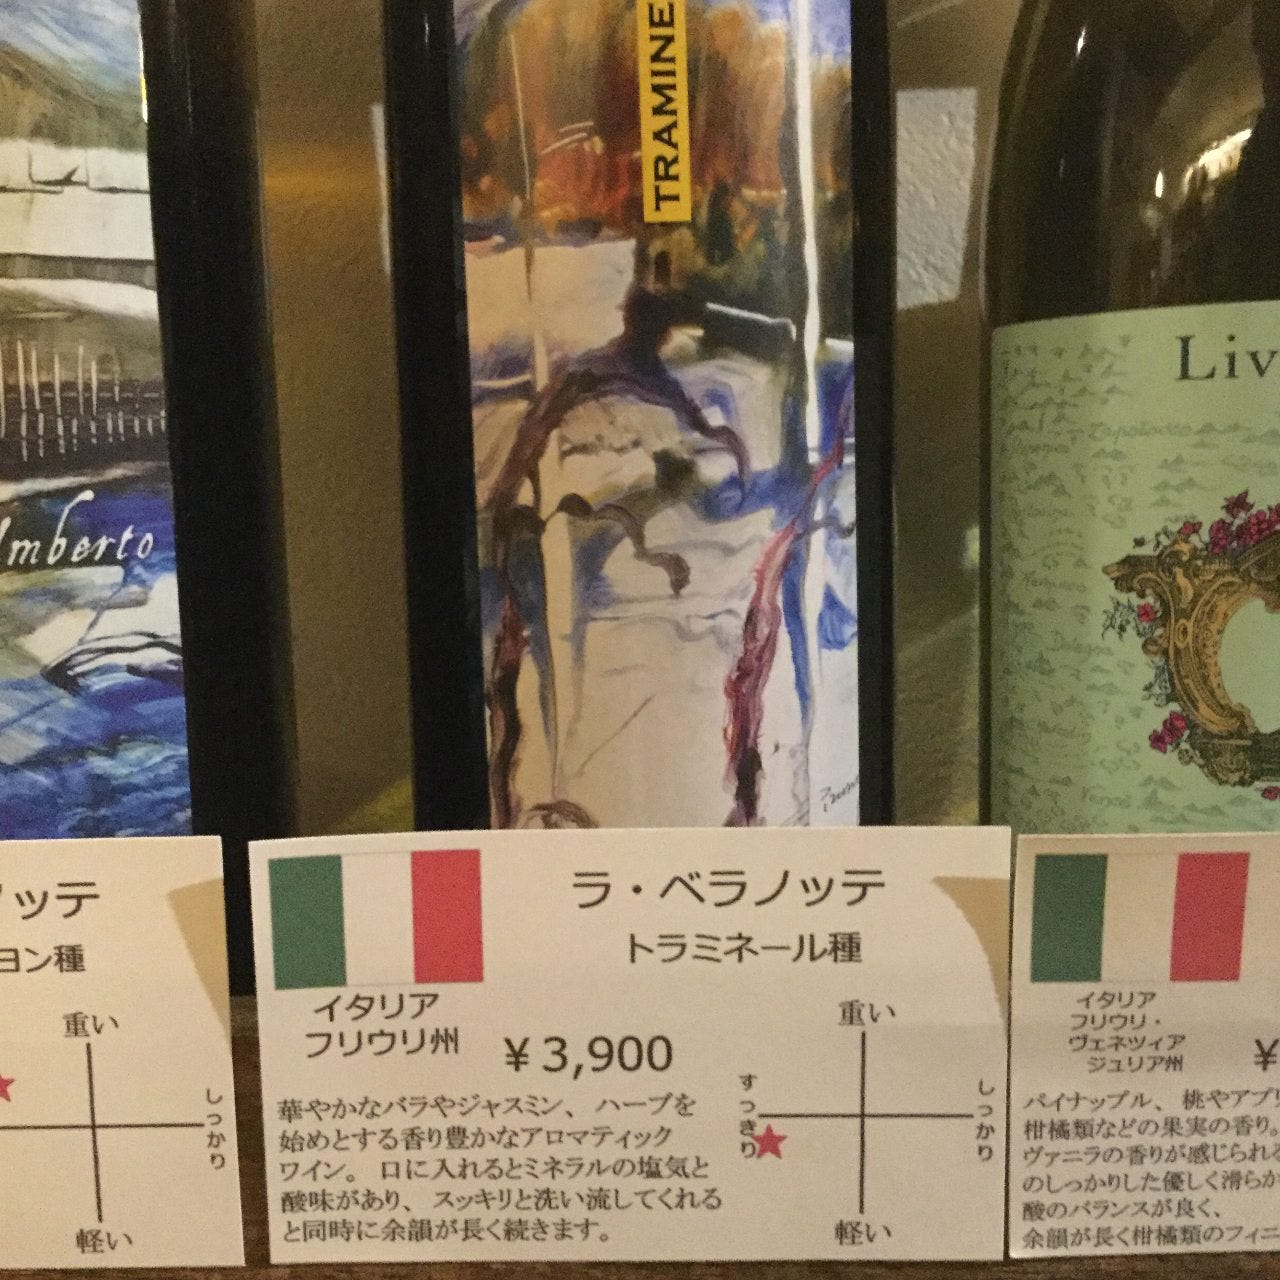 TRAMINE
Liv
Umberto
ッテ
ヨン種
重い
しっかり
軽い
ラ・ベラノッテ
トラミネール種
イタリア
フリウリ州
¥3,900
華やかなバラやジャスミン、ハーブを
始めとする香り豊かなアロマティック
ワイン。口に入れるとミネラルの塩気と
酸味があり、スッキリと洗い流してくれる
と同時に余韻が長く続きます。
重い
すっきり
しっかり
軽い
イタリア
フリウリ・
ヴェネツィア
ジュリア州
¥
パイナップル、桃やアプリ
柑橘類などの果実の香り。
ヴァニラの香りが感じられる
のしっかりした優しく滑らか
酸のバランスが良く、
余韻が長く柑橘類のフィニ